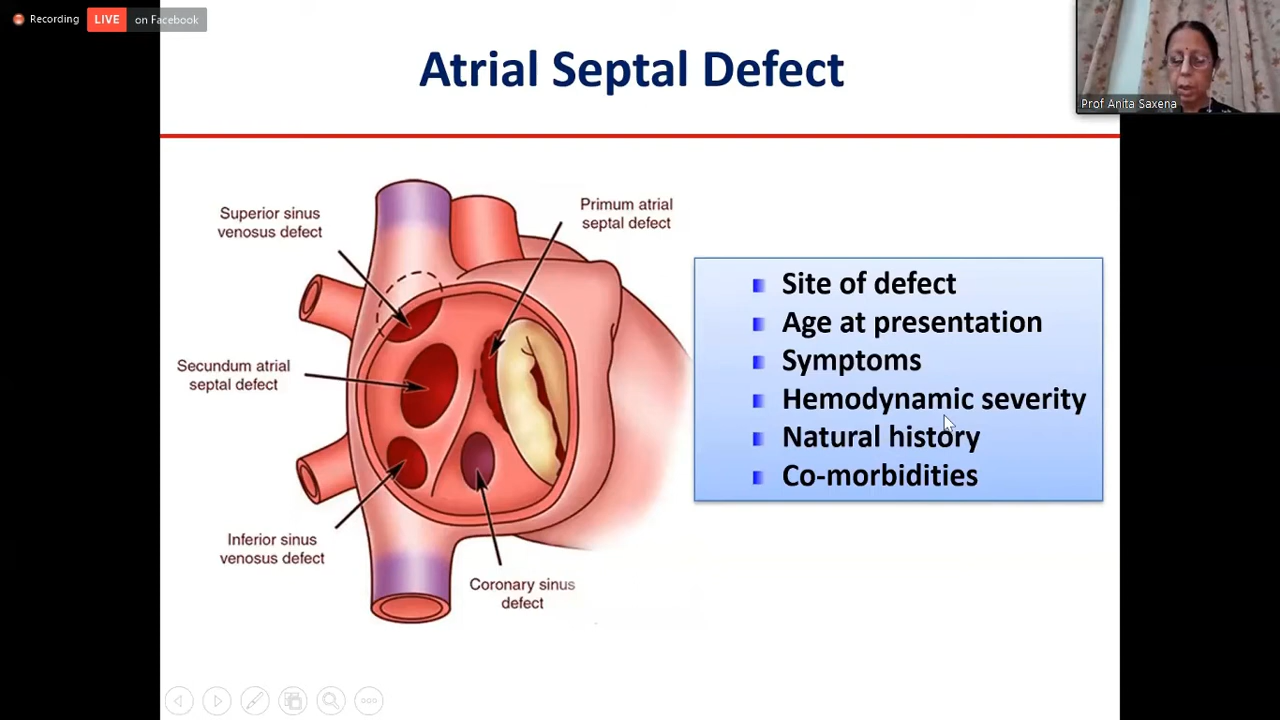 Recording
LIVE on Facebook
Atrial Septal Defect
Prof Anita Saxena
Superior sinus
venosus defect
Primum atrial
septal defect
Secundum atrial
septal defect
Inferior sinus
venosus defect
Coronary sinus
defect
Site of defect
Age at presentation
Symptoms
Hemodynamic severity
Natural history
Co-morbidities